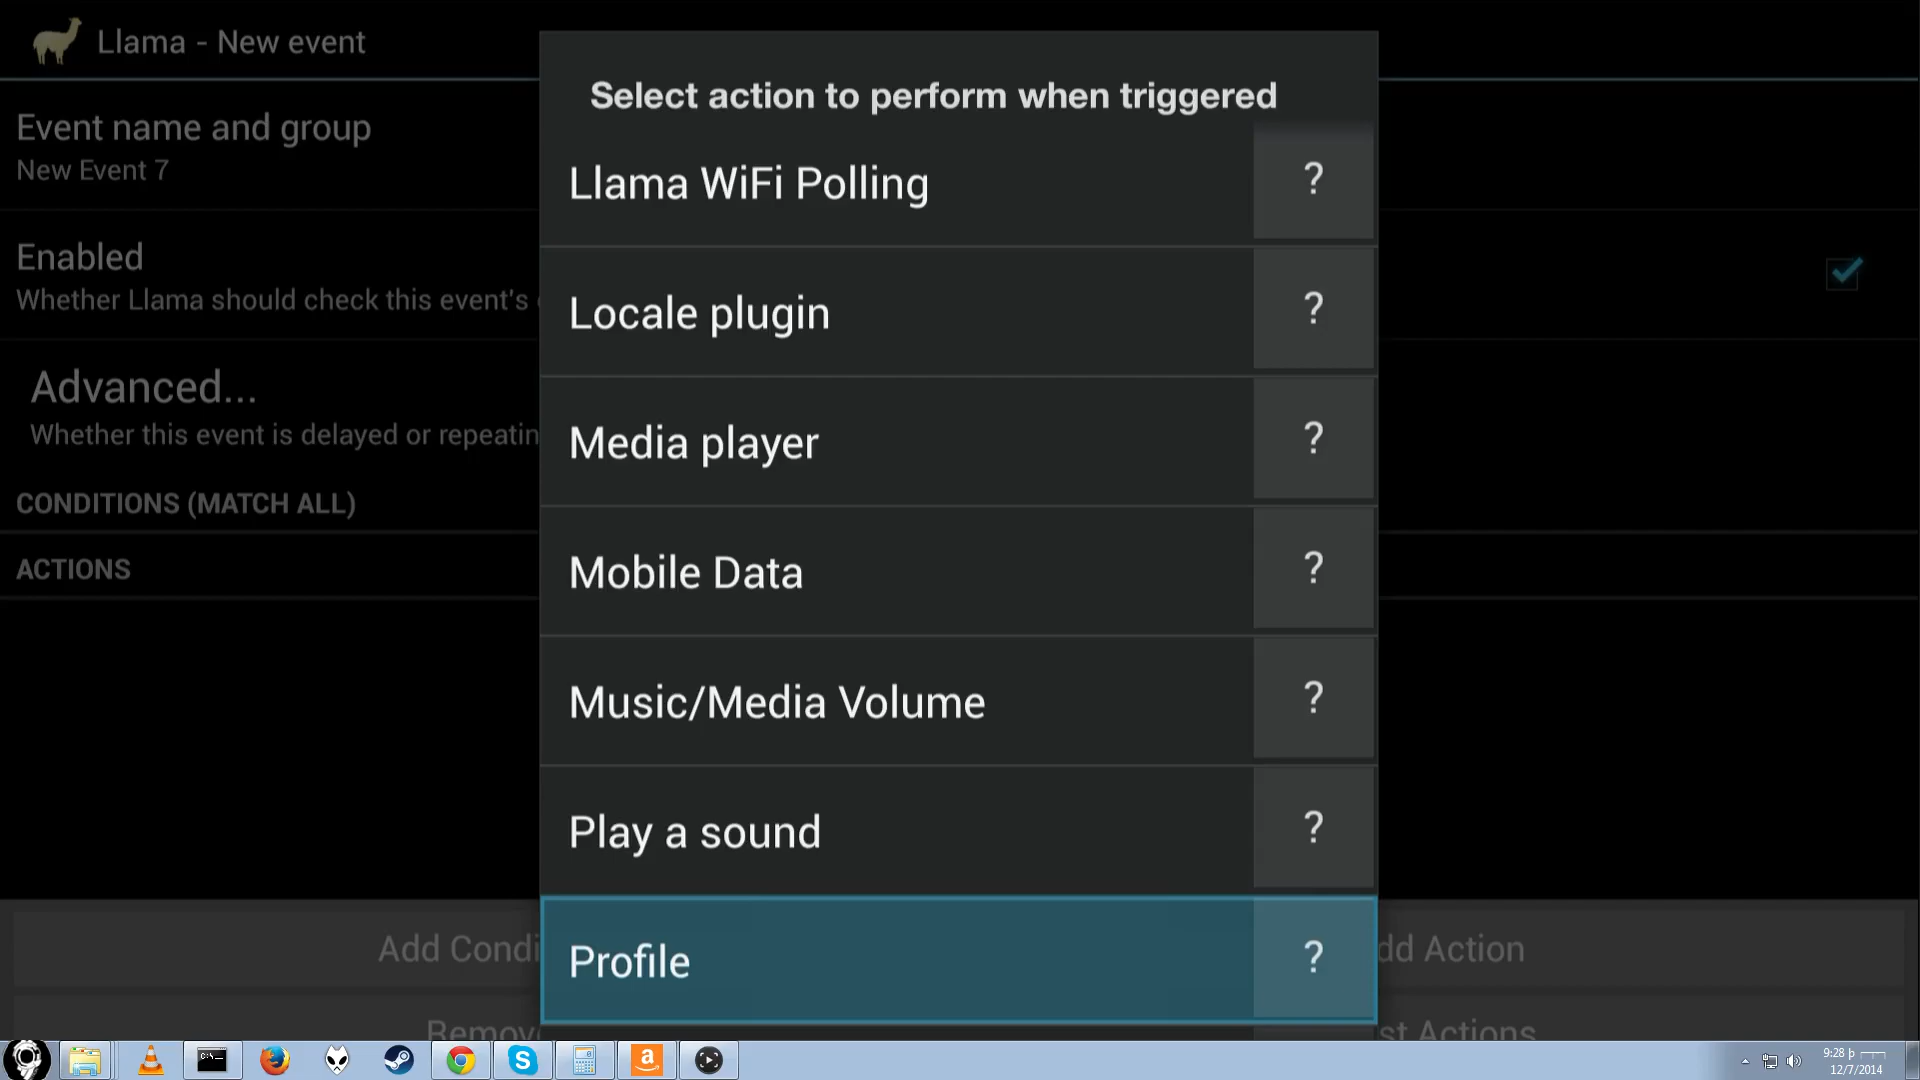 Llama - New event
Select action to perform when triggered
Event name and group
New Event 7
Llama WiFi Polling
?
Enabled
Whether Llama should check this event's
Locale plugin
?
Advanced...
Whether this event is delayed or repeatin
Media player
?
CONDITIONS (MATCH ALL)
ACTIONS
Mobile Data
?
Music/Media Volume
?
Play a sound
?
Add Condi
dd Action
Profile
?
Remov
st Actions
C:\
S
a
9:28
12/7/2014